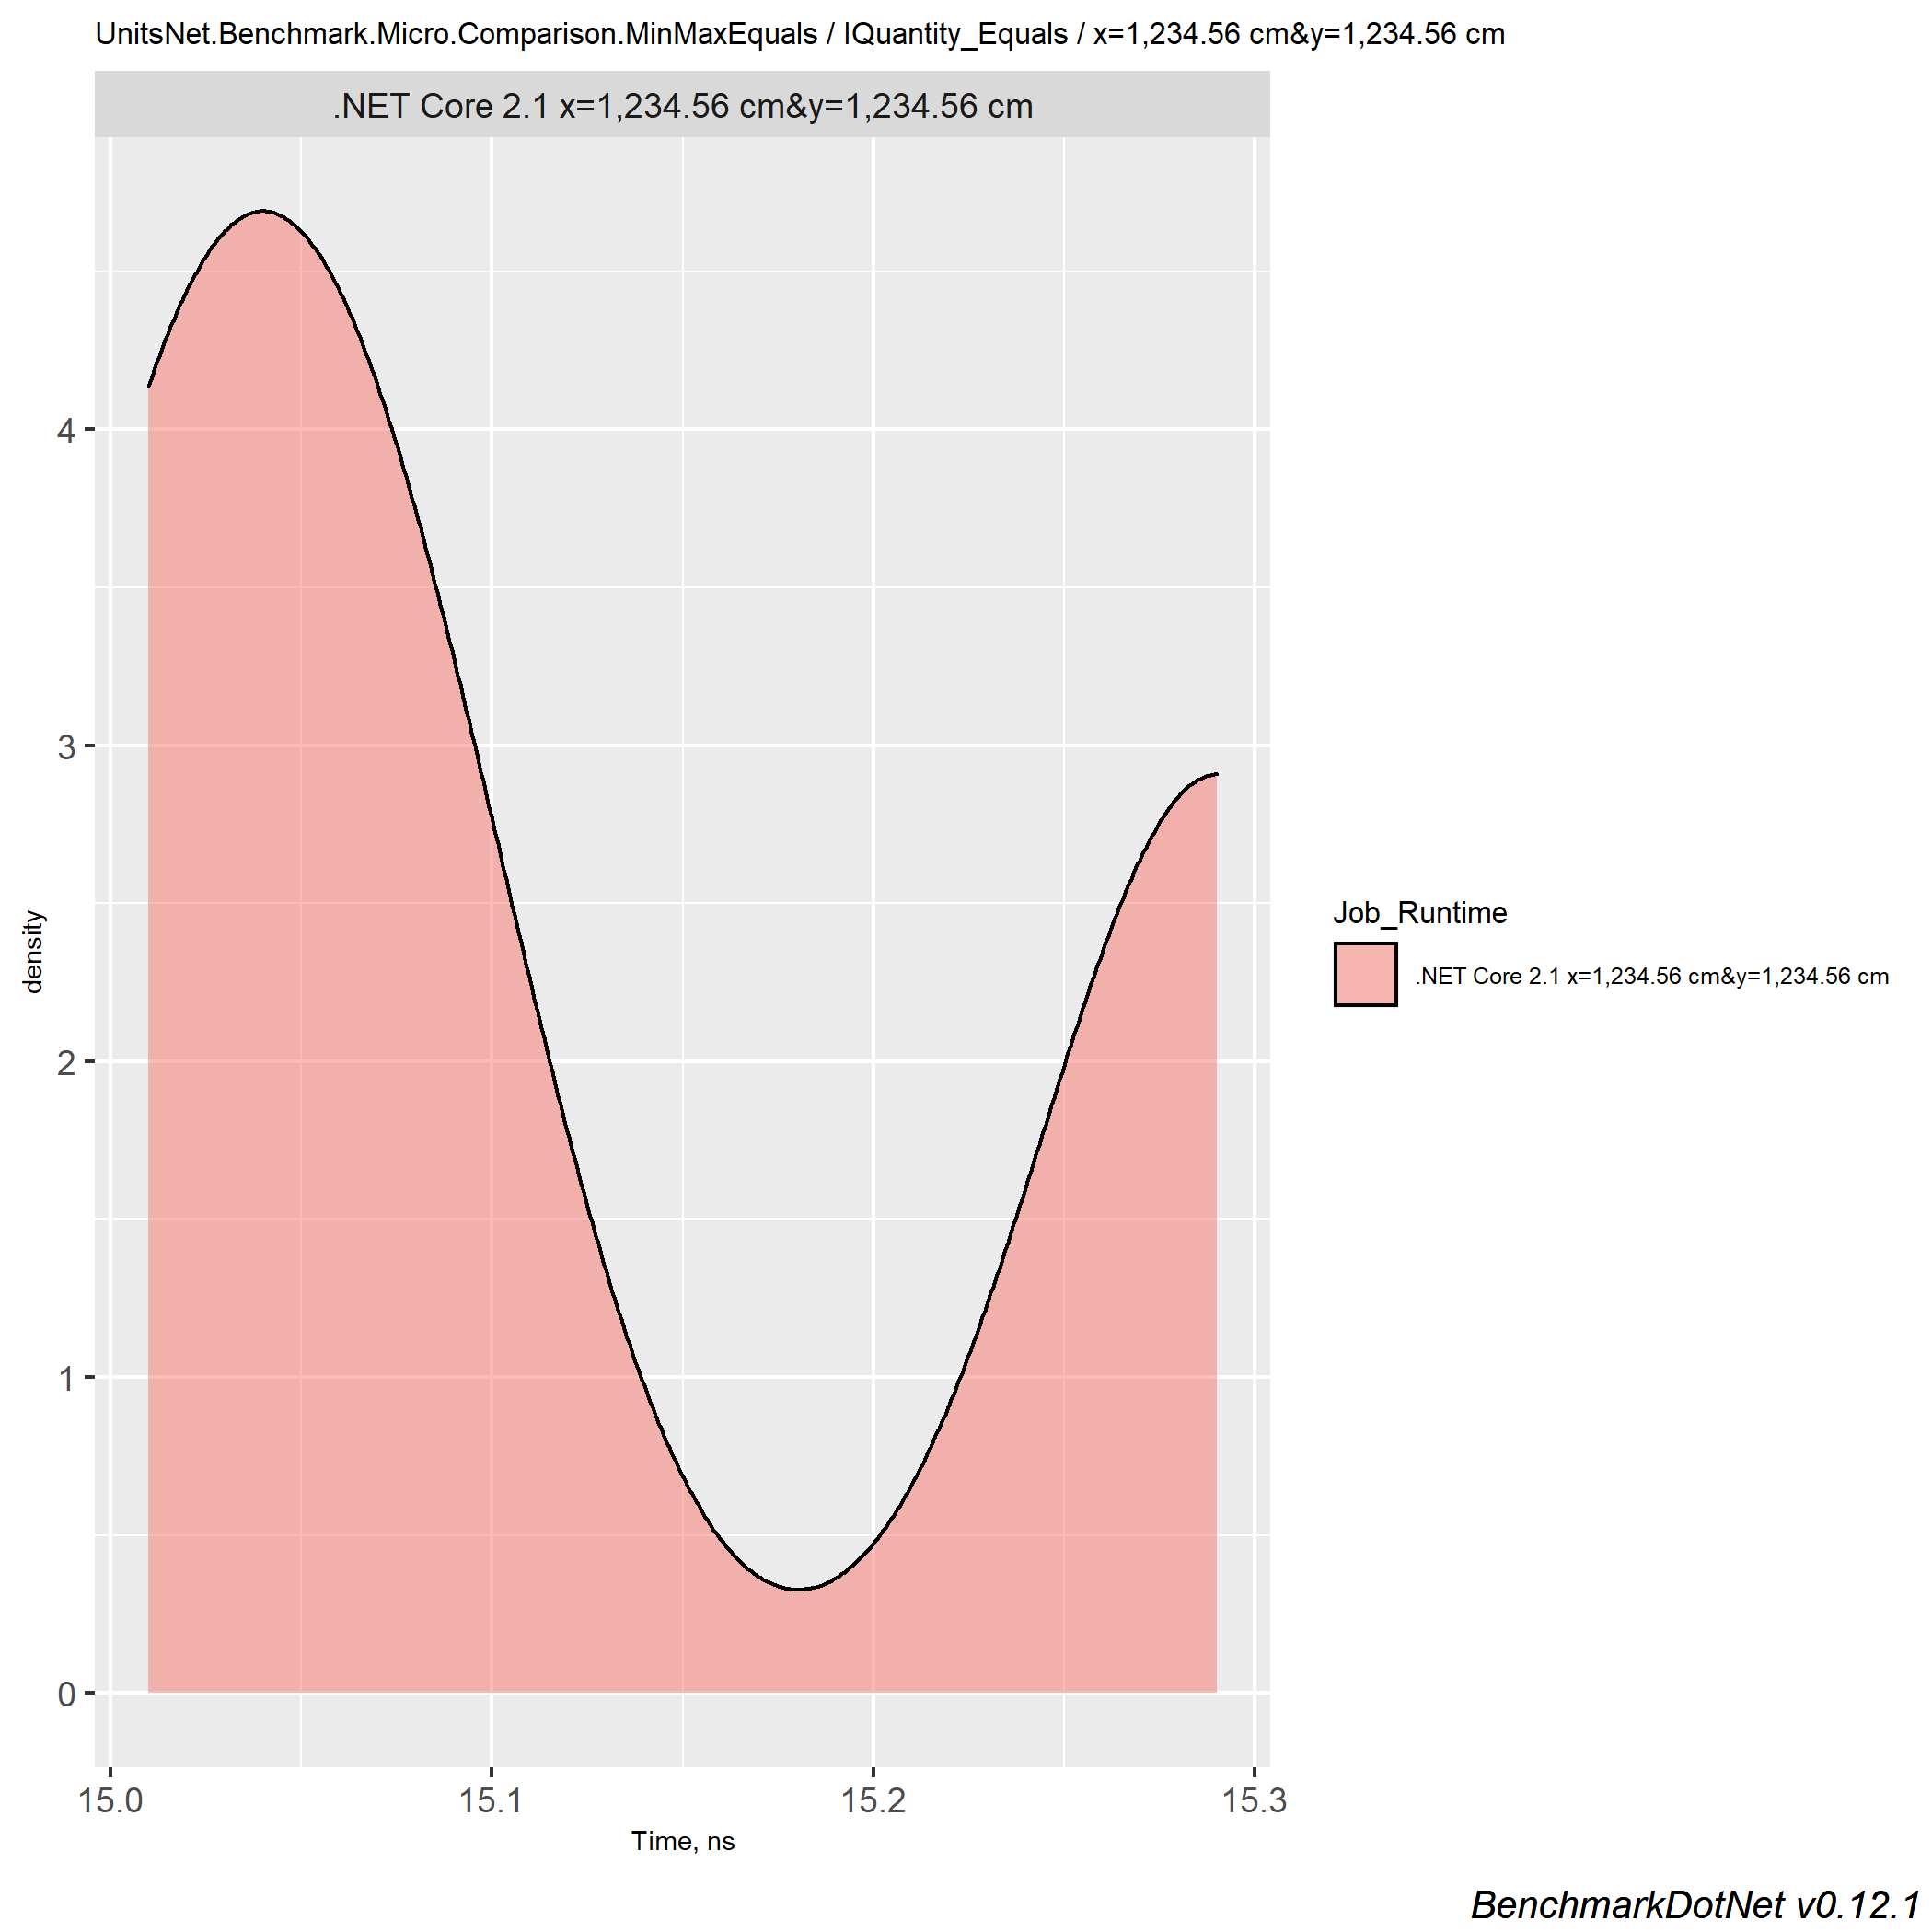 UnitsNet.Benchmark.Micro.Comparison.MinMaxEquals / IQuantity_Equals / x=1,234.56 cm&y=1,234.56 cm
.NET Core 2.1 x=1,234.56 cm&y=1,234.56 cm
4
3
2
1
0
density
15.0 15.1 15.2 15.3
Time, ns
Job_Runtime
.NET Core 2.1 x=1,234.56 cm&y=1,234.56 cm
BenchmarkDotNet v0.12.1